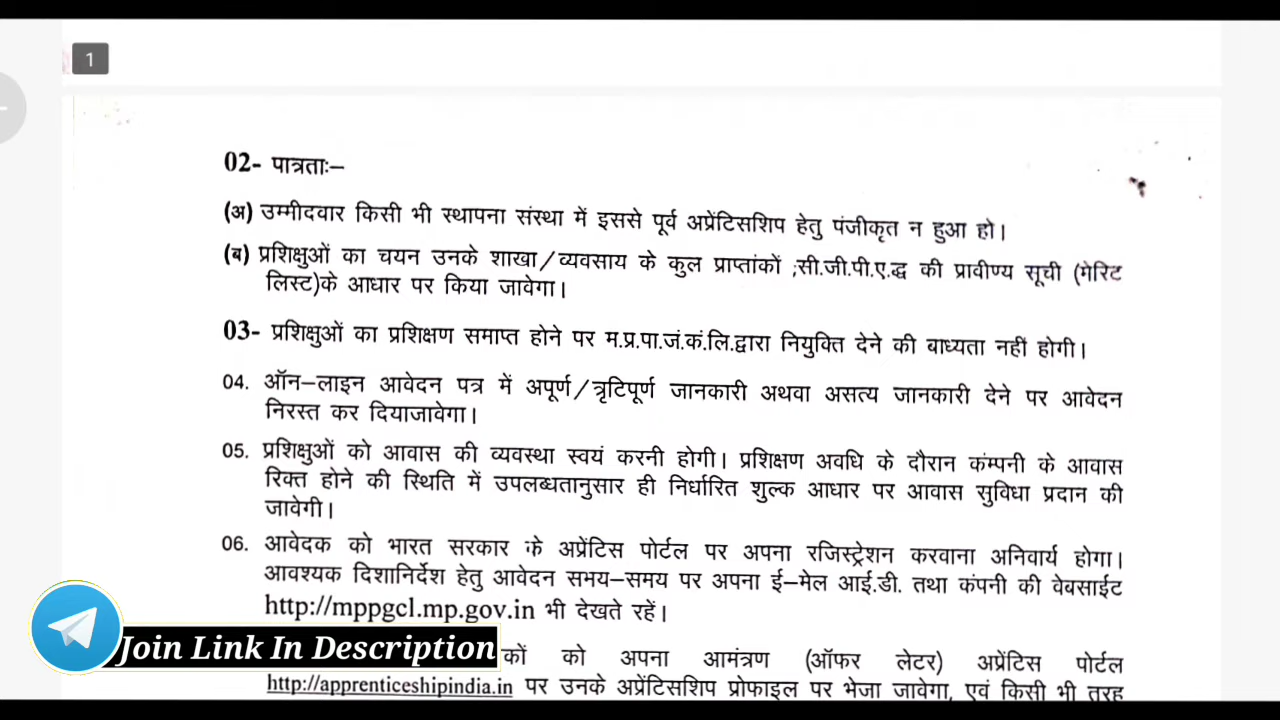 1
02- पात्रताः–
(अ) उम्मीदवार किसी भी स्थापना संस्था में इससे पूर्व अप्रेंटिसशिप हेतु पंजीकृत न हुआ हो।
(ब) प्रशिक्षुओं का चयन उनके शाखा/व्यवसाय के कुल प्राप्तांकों ;सी.जी.पी.ए.द्ध की प्रावीण्य सूची (मेरिट
लिस्ट)के आधार पर किया जावेगा।
03- प्रशिक्षुओं का प्रशिक्षण समाप्त होने पर म.प्र.पा.जं.कं.लि.द्वारा नियुक्ति देने की बाध्यता नहीं होगी।
04. ऑन–लाइन आवेदन पत्र में अपूर्ण/त्रृटिपूर्ण जानकारी अथवा असत्य जानकारी देने पर आवेदन
निरस्त कर दियाजावेगा।
05. प्रशिक्षुओं को आवास की व्यवस्था स्वयं करनी होगी। प्रशिक्षण अवधि के दौरान कंम्पनी के आवास
रिक्त होने की स्थिति में उपलब्धतानुसार ही निर्धारित शुल्क आधार पर आवास सुविधा प्रदान की
जावेगी।
06. आवेदक को भारत सरकार के अप्रेंटिस पोर्टल पर अपना रजिस्ट्रेशन करवाना अनिवार्य होगा।
आवश्यक दिशानिर्देश हेतु आवेदन सभय–समय पर अपना ई–मेल आई.डी. तथा कंपनी की वेबसाईट
http://mppgcl.mp.gov.in भी देखते रहें।
Join Link In Description
कों को अपना आमंत्रण (ऑफर लेटर) अप्रेंटिस पोर्टल
http://apprenticeshipindia.in पर उनके अप्रेंटिसशिप प्रोफाइल पर भेजा जावेगा, एवं किसी भी तरह